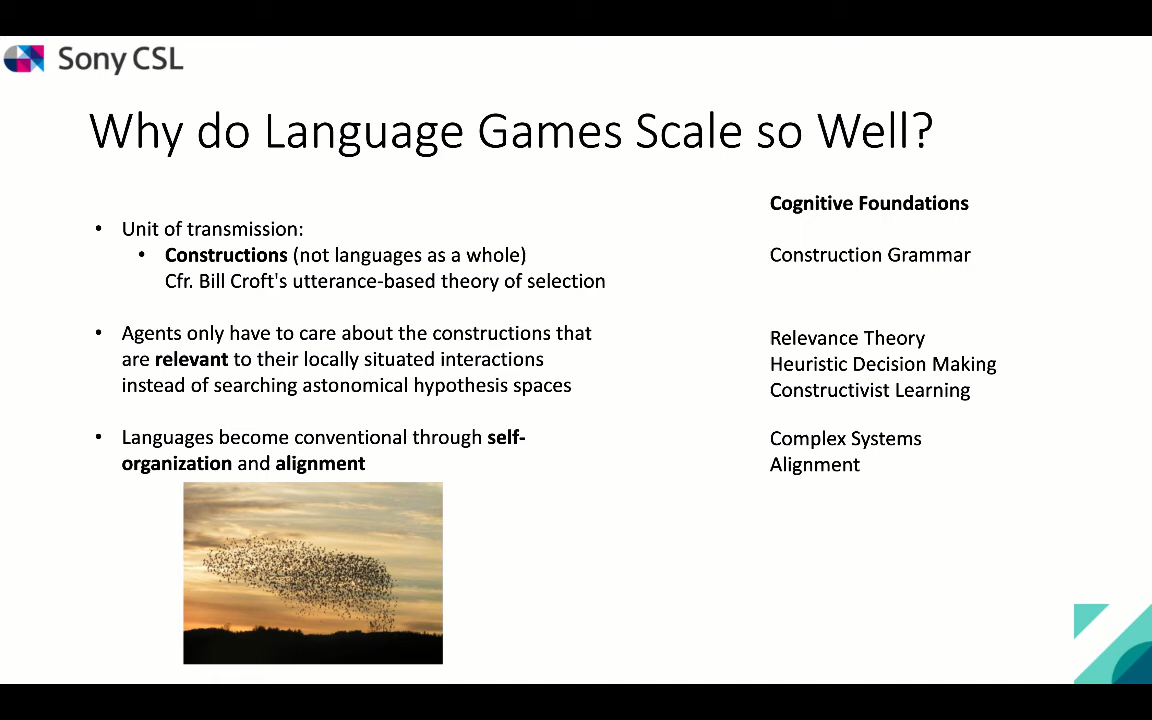 Sony CSL
Why do Language Games Scale so Well?
• Unit of transmission:
• Constructions (not languages as a whole)
Cfr. Bill Croft's utterance-based theory of selection
• Agents only have to care about the constructions that
are relevant to their locally situated interactions
instead of searching astonomical hypothesis spaces
• Languages become conventional through self-
organization and alignment
Cognitive Foundations
Construction Grammar
Relevance Theory
Heuristic Decision Making
Constructivist Learning
Complex Systems
Alignment